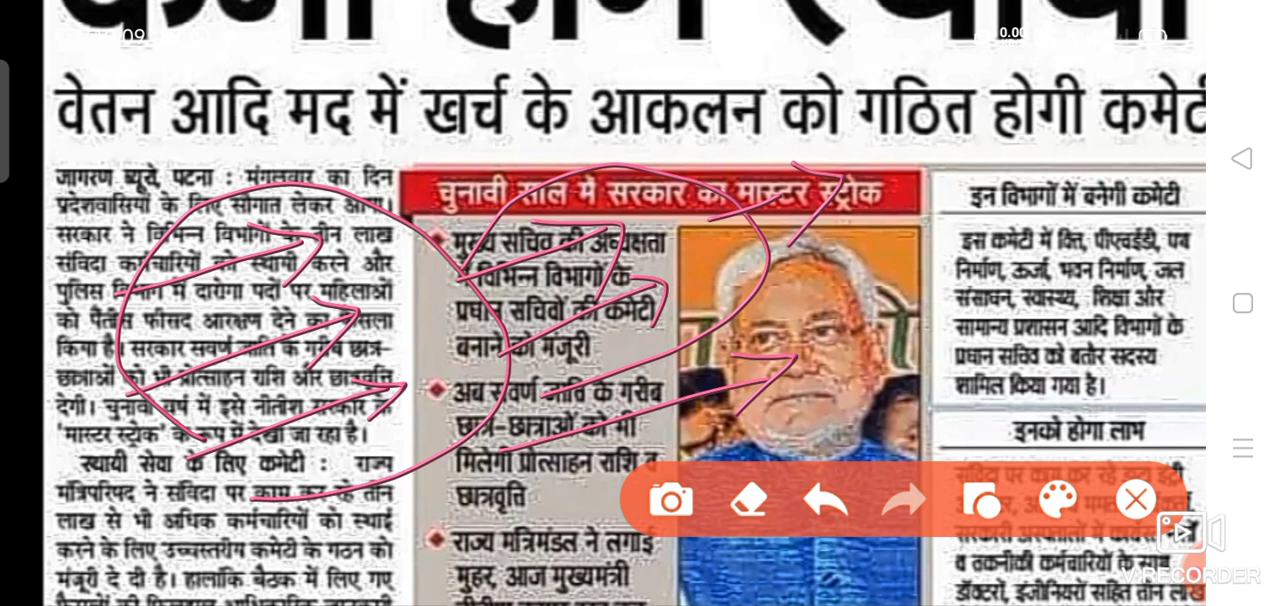 वेतन आदि मद में खर्च के आकलन को गठित होगी
जागरण ब्यूरो, पटना : मंगलवार का दिन
प्रदेशवासियों के लिए सौगात लेकर आया।
सरकार ने विभिन्न विभागों के तीन लाख
संविदा कर्मचारियों को स्थायी करने और
पुलिस विभाग में दारोगा पदों पर महिलाओं
को पैंतीस फीसद आरक्षण देने का फैसला
किया है। सरकार सवर्ण जाति के गरीब छात्र-
छात्राओं को भी प्रोत्साहन राशि और छात्रवृत्ति
देगी। चुनावी वर्ष में इसे नीतीश सरकार के
'मास्टर स्ट्रोक' के रूप में देखा जा रहा है।
स्थायी सेवा के लिए कमेटी : राज्य
मंत्रिपरिषद ने संविदा पर काम कर रहे तीन
लाख से भी अधिक कर्मचारियों को स्थाई
करने के लिए उच्चस्तरीय कमेटी के गठन को
मंजूरी दे दी है। हालांकि बैठक में लिए गए
चुनावी साल में सरकार का मास्टर स्ट्रोक
मुख्य सचिव की अध्यक्षता
में विभिन्न विभागों के
प्रधान सचिवों की कमेटी
बनाने को मंजूरी
अब सवर्ण जाति के गरीब
छात्र-छात्राओं को भी
मिलेगी प्रोत्साहन राशि व
छात्रवृत्ति
राज्य मंत्रिमंडल ने लगाई
मुहर, आज मुख्यमंत्री
इन विभागों में बनेगी कमेटी
इस कमेटी में वित्त, पीएचईडी, पथ
निर्माण, ऊर्जा, भवन निर्माण, जल
संसाधन, स्वास्थ्य, शिक्षा और
सामान्य प्रशासन आदि विभागों के
प्रधान सचिव को बतौर सदस्य
शामिल किया गया है।
इनको होगा लाभ
व तकनीकी कर्मचारियों के
डॉक्टरों, इंजीनियरों सहित तीन लाख
V RECORDER